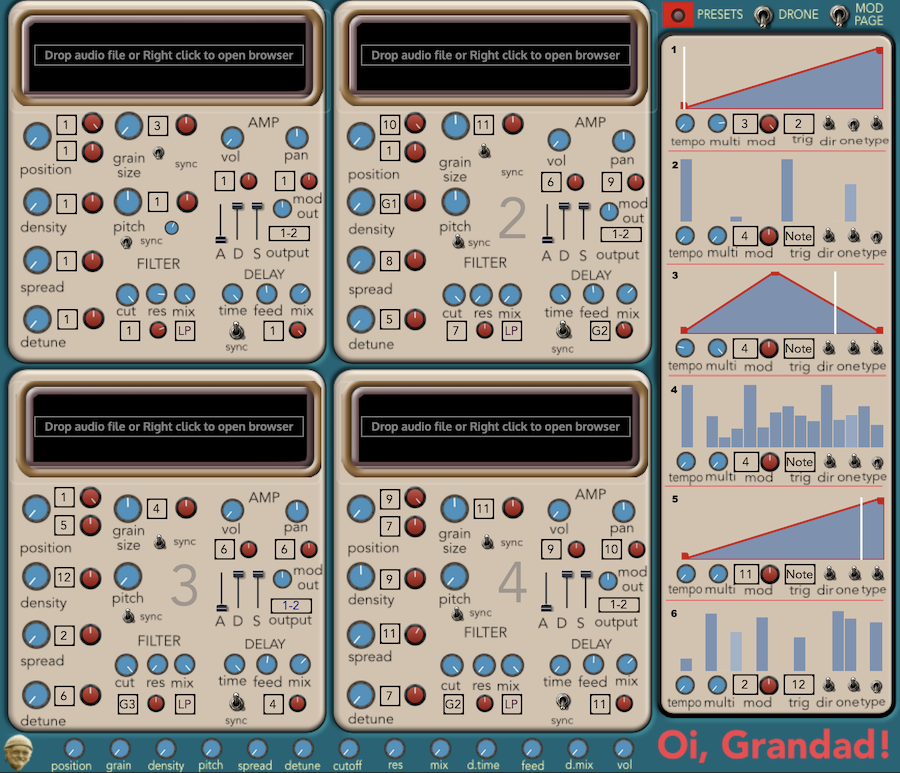 Drop audio file or Right click to open browser
1
1
position
3
grain
size
sync
AMP
vol
pan
1
1
1
density
1
pitch
sync
mod
out
1-2
A D S output
1
spread
FILTER
cut res mix
1 LP
DELAY
time feed mix
sync
1
1
detune
Drop audio file or Right click to open browser
10
1
position
11
grain
size
sync
AMP
vol
pan
6
9
G1
density
pitch
sync
2
mod
out
1-2
A D S output
8
spread
FILTER
cut res mix
7 LP
DELAY
time feed mix
sync
G2
5
detune
Drop audio file or Right click to open browser
1
5
position
4
grain
size
sync
AMP
vol
pan
6
6
12
density
pitch
sync
3
mod
out
1-2
A D S output
2
spread
FILTER
cut res mix
G3 LP
DELAY
time feed mix
sync
4
6
detune
Drop audio file or Right click to open browser
9
7
position
11
grain
size
sync
AMP
vol
pan
9
10
9
density
pitch
sync
4
mod
out
1-2
A D S output
11
spread
FILTER
cut res mix
G2 LP
DELAY
time feed mix
sync
11
7
detune
PRESETS DRONE MOD
PAGE
1
3 2
tempo multi mod trig dir one type
2
4 Note
tempo multi mod trig dir one type
3
4 Note
tempo multi mod trig dir one type
4
4 Note
tempo multi mod trig dir one type
5
11 Note
tempo multi mod trig dir one type
6
2 12
tempo multi mod trig dir one type
position grain density pitch spread detune cutoff res mix d.time feed d.mix vol
Oi, Grandad!